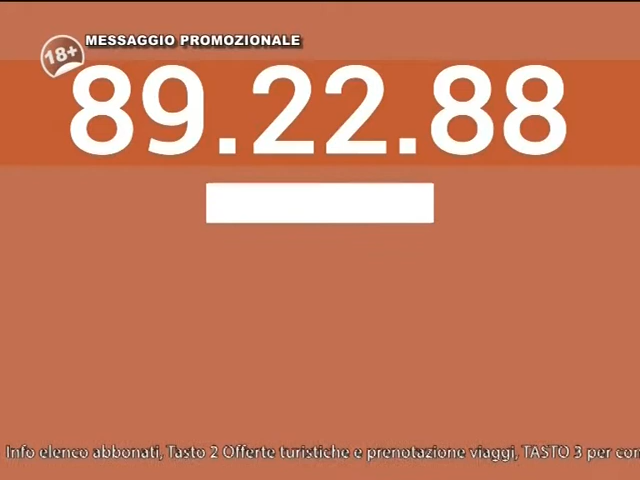 18+
MESSAGGIO PROMOZIONALE
89.22.88
Info elenco abbonati, Tasto 2 Offerte turistiche e prenotazione viaggi, TASTO 3 per con